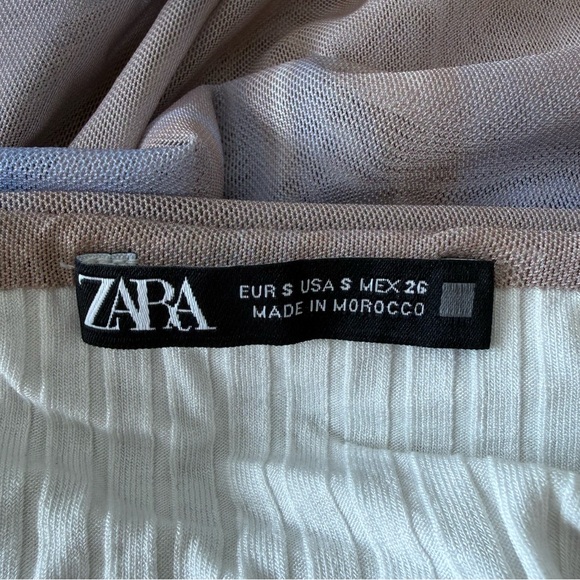 ZARA
EUR S USA S MEX 26
MADE IN MOROCCO